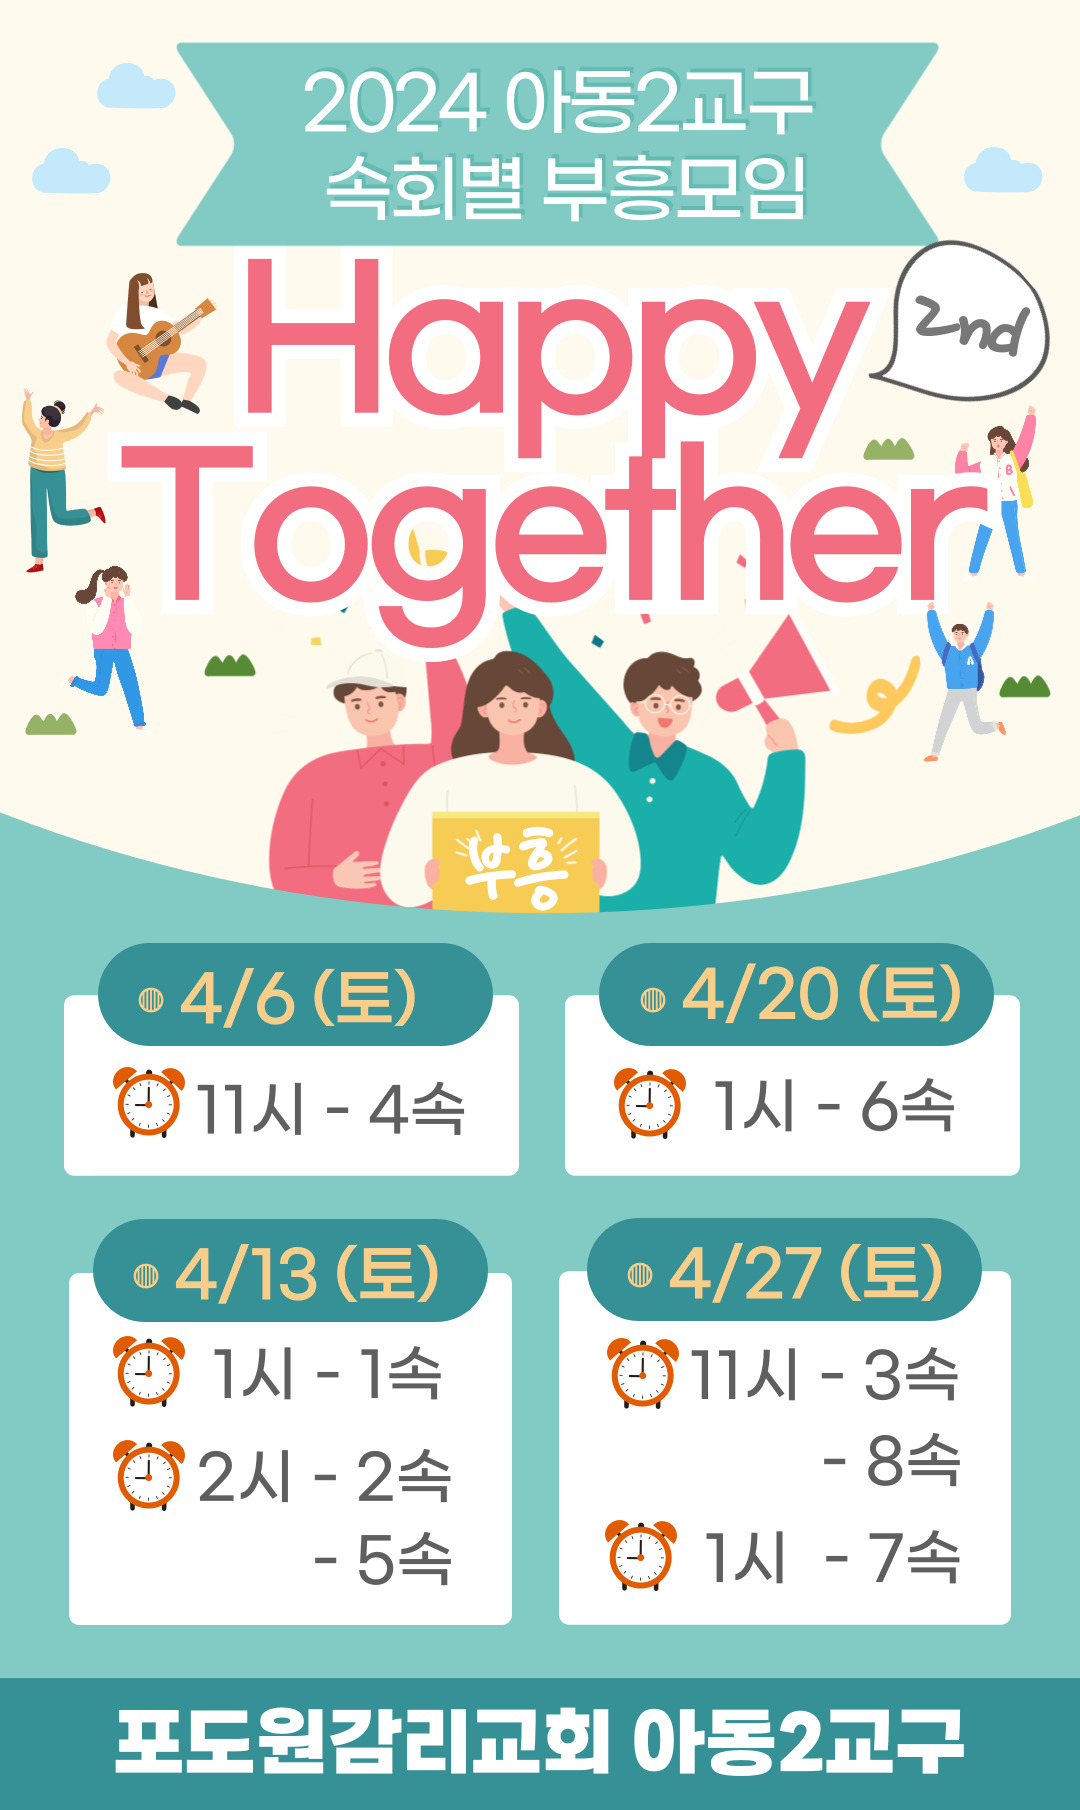 2024 아동2교구
속회별 부흥모임
Happy
2nd
Together
B
A
부흥
4/6 (토)
11시 - 4속
4/20 (토)
1시 - 6속
4/13 (토)
1시 - 1속
2시 - 2속
- 5속
4/27 (토)
11시 - 3속
- 8속
1시 - 7속
포도원감리교회 아동2교구